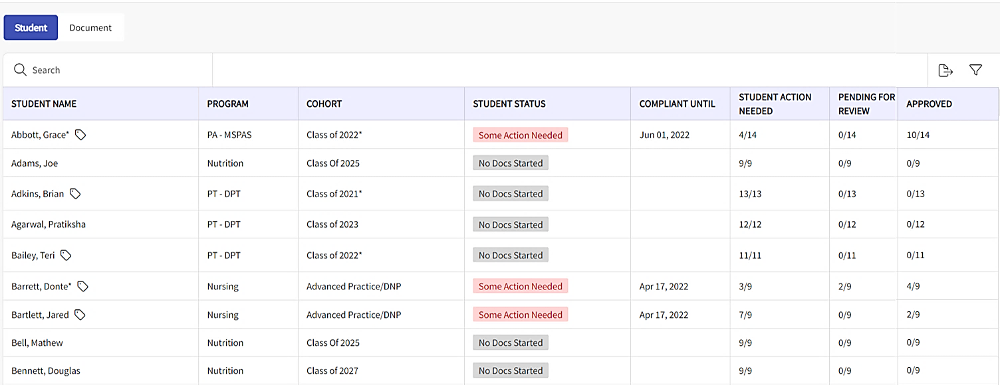 Student Document
Search
STUDENT NAME PROGRAM COHORT STUDENT STATUS COMPLIANT UNTIL STUDENT ACTION NEEDED PENDING FOR REVIEW APPROVED
Abbott, Grace* PA - MSPAS Class of 2022* Some Action Needed Jun 01, 2022 4/14 0/14 10/14
Adams, Joe Nutrition Class Of 2025 No Docs Started 9/9 0/9 0/9
Adkins, Brian PT - DPT Class of 2021* No Docs Started 13/13 0/13 0/13
Agarwal, Pratiksha PT - DPT Class of 2023 No Docs Started 12/12 0/12 0/12
Bailey, Teri PT - DPT Class of 2022* No Docs Started 11/11 0/11 0/11
Barrett, Donte* Nursing Advanced Practice/DNP Some Action Needed Apr 17, 2022 3/9 2/9 4/9
Bartlett, Jared Nursing Advanced Practice/DNP Some Action Needed Apr 17, 2022 7/9 0/9 2/9
Bell, Mathew Nutrition Class Of 2025 No Docs Started 9/9 0/9 0/9
Bennett, Douglas Nutrition Class of 2027 No Docs Started 9/9 0/9 0/9